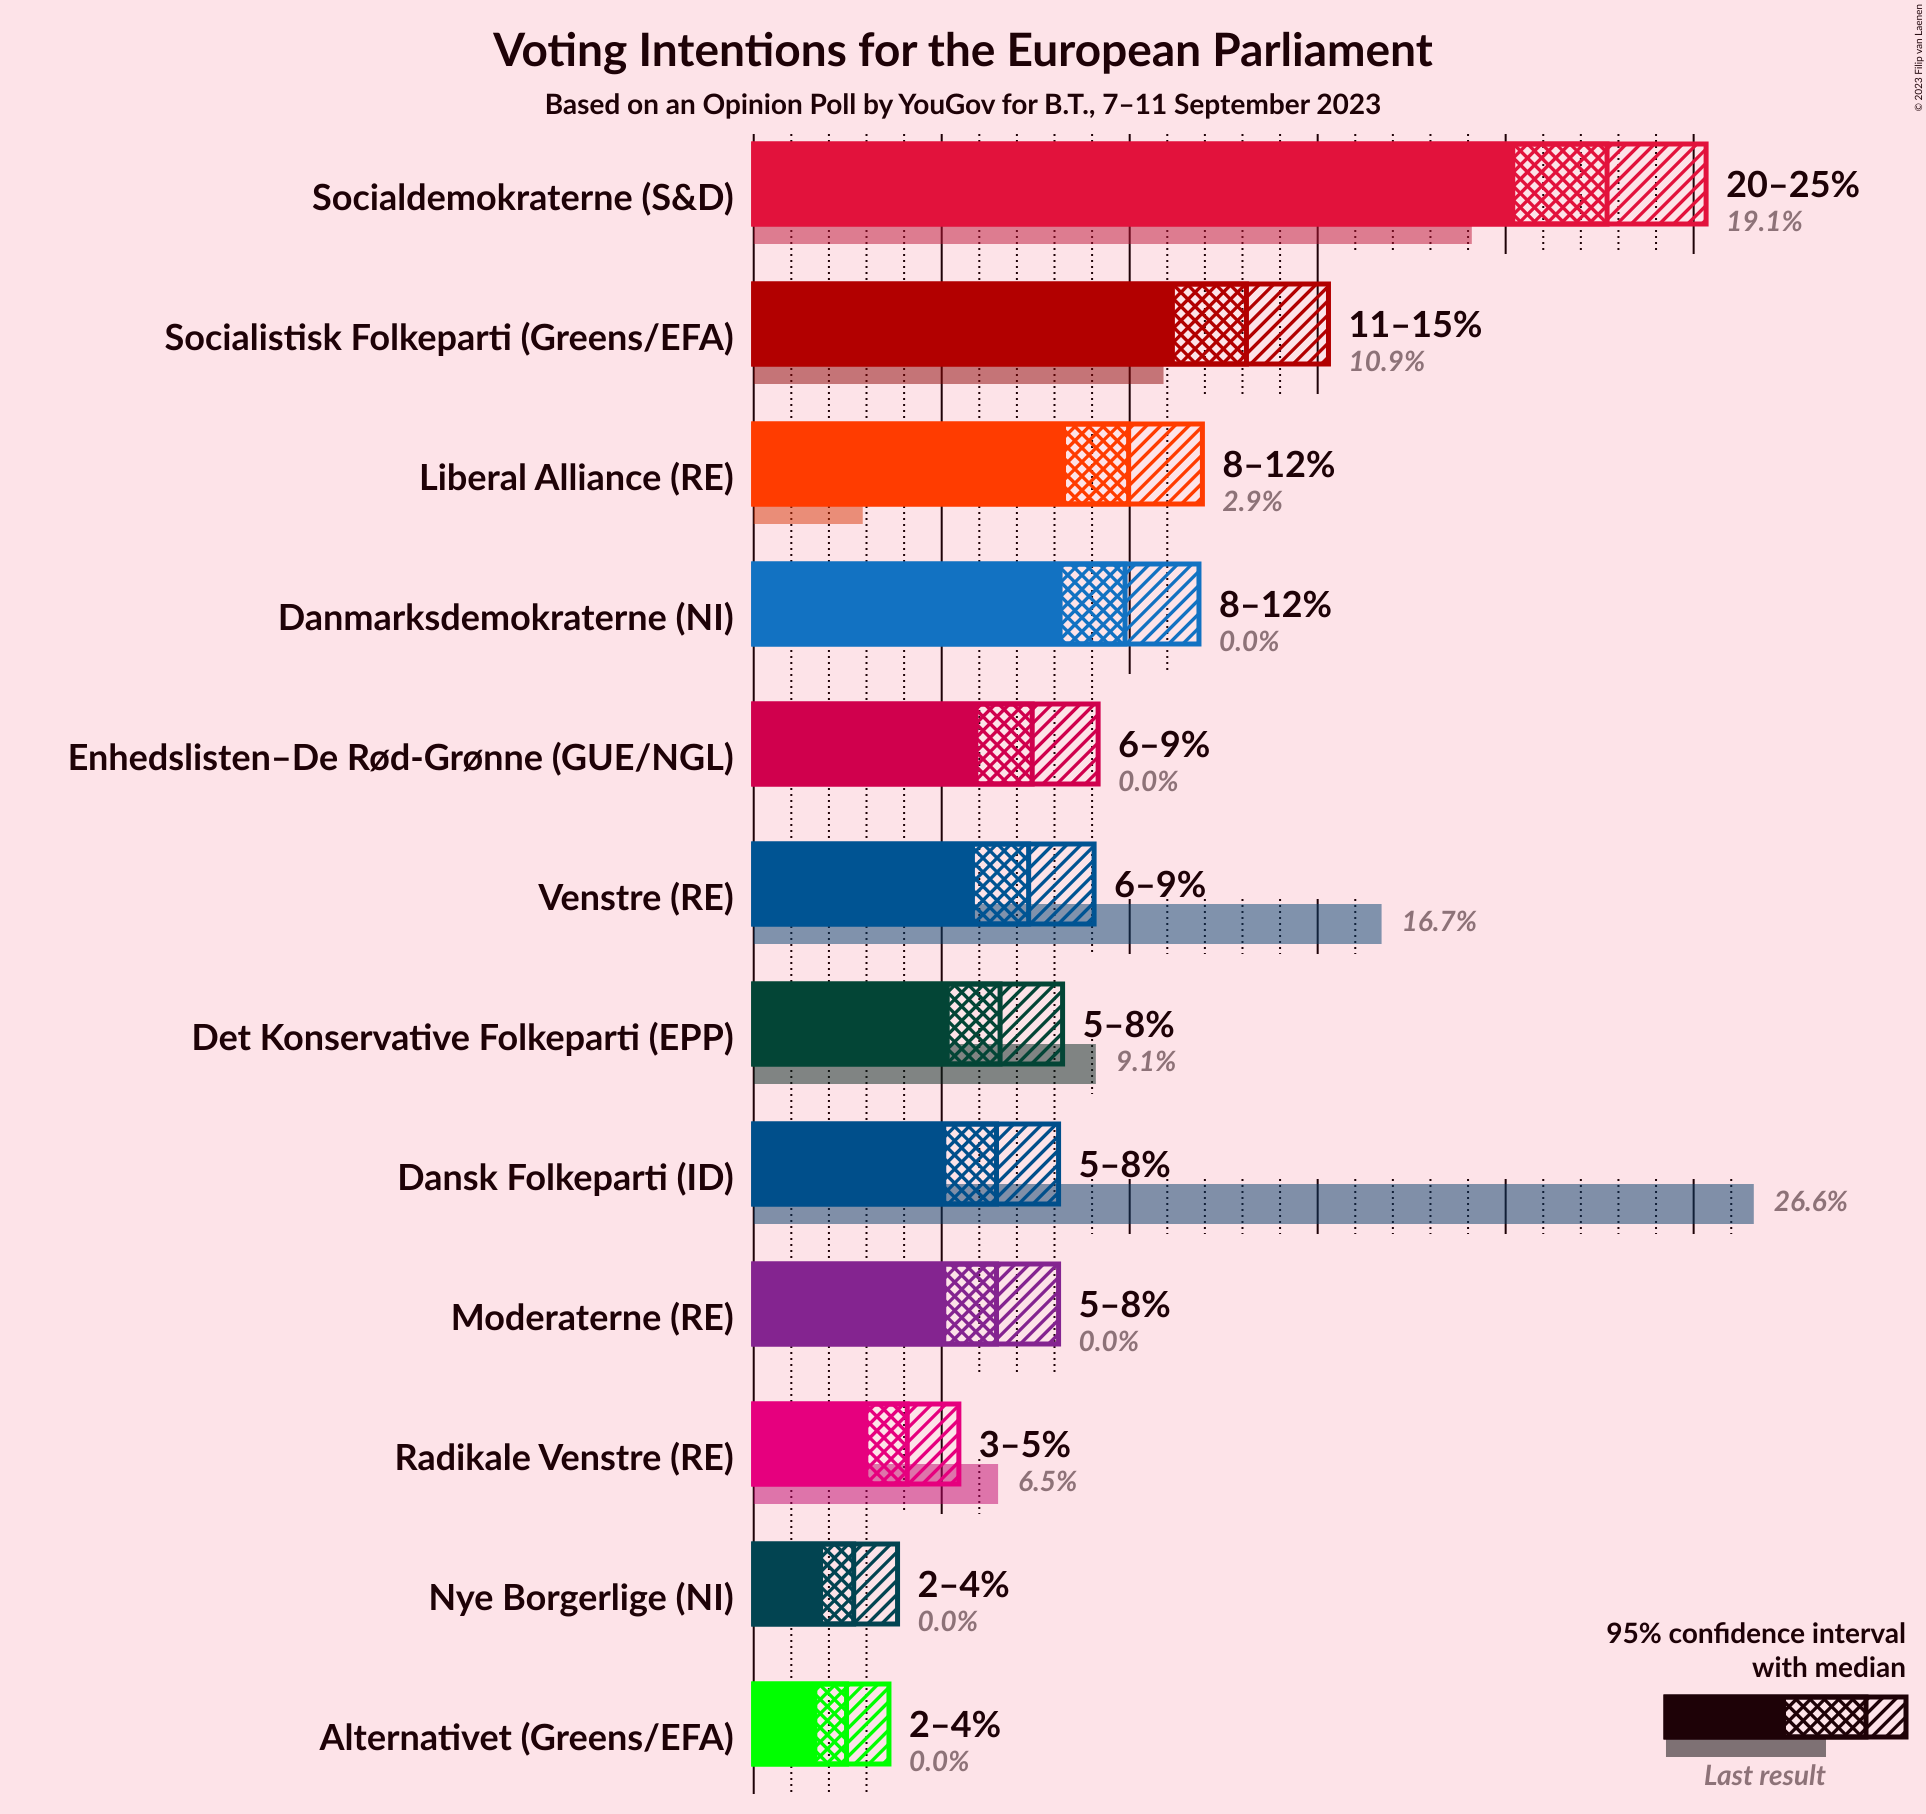 Voting Intentions for the European Parliament
Based on an Opinion Poll by YouGov for B.T., 7–11 September 2023
© 2023 Filip van Laenen
Socialdemokraterne (S&D)
20–25%
19.1%
Socialistisk Folkeparti (Greens/EFA)
11–15%
10.9%
Liberal Alliance (RE)
8–12%
2.9%
Danmarksdemokraterne (NI)
8–12%
0.0%
Enhedslisten–De Rød-Grønne (GUE/NGL)
6–9%
0.0%
Venstre (RE)
6–9%
16.7%
Det Konservative Folkeparti (EPP)
5–8%
9.1%
Dansk Folkeparti (ID)
5–8%
26.6%
Moderaterne (RE)
5–8%
0.0%
Radikale Venstre (RE)
3–5%
6.5%
Nye Borgerlige (NI)
2–4%
0.0%
Alternativet (Greens/EFA)
2–4%
0.0%
95% confidence interval
with median
Last result